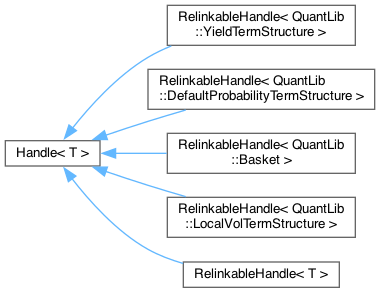 RelinkableHandle< QuantLib
::YieldTermStructure >
RelinkableHandle< QuantLib
::DefaultProbabilityTermStructure >
Handle< T >
RelinkableHandle< QuantLib
::Basket >
RelinkableHandle< QuantLib
::LocalVolTermStructure >
RelinkableHandle< T >